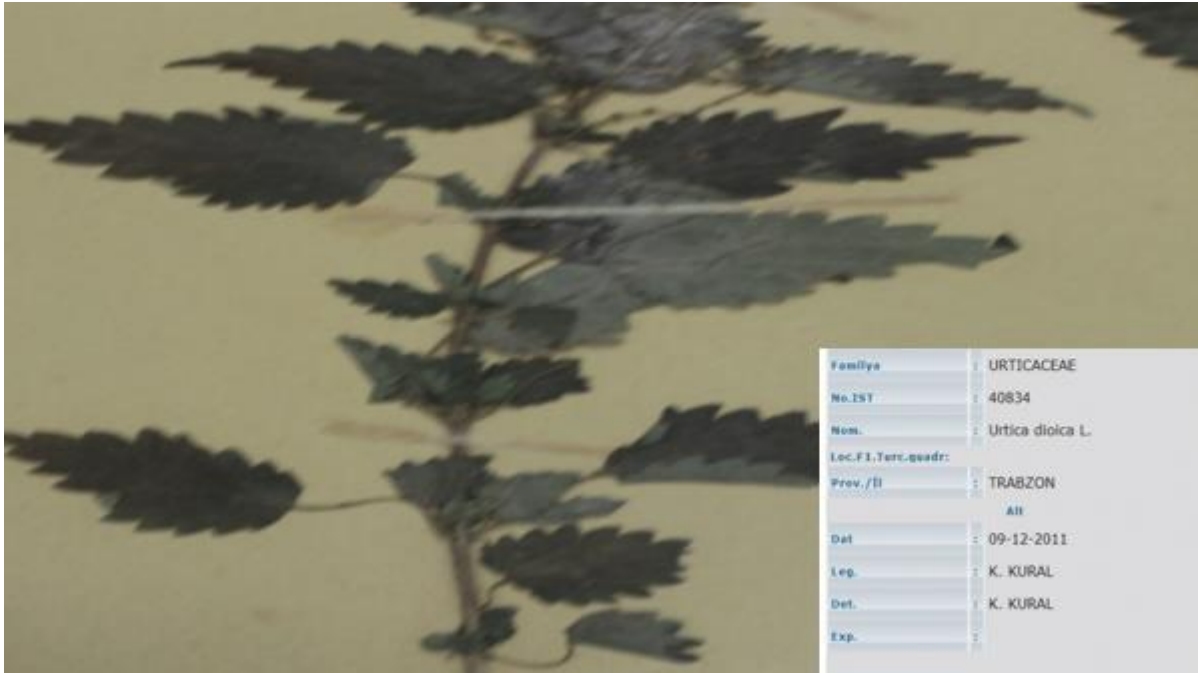 Familya : URTICACEAE
No.IST : 40834
Nom. : Urtica dioica L.
Loc.F1.Turc.quadr:
Prov./İl : TRABZON
Alt
Dat : 09-12-2011
Leg. : K. KURAL
Det. : K. KURAL
Exp. :